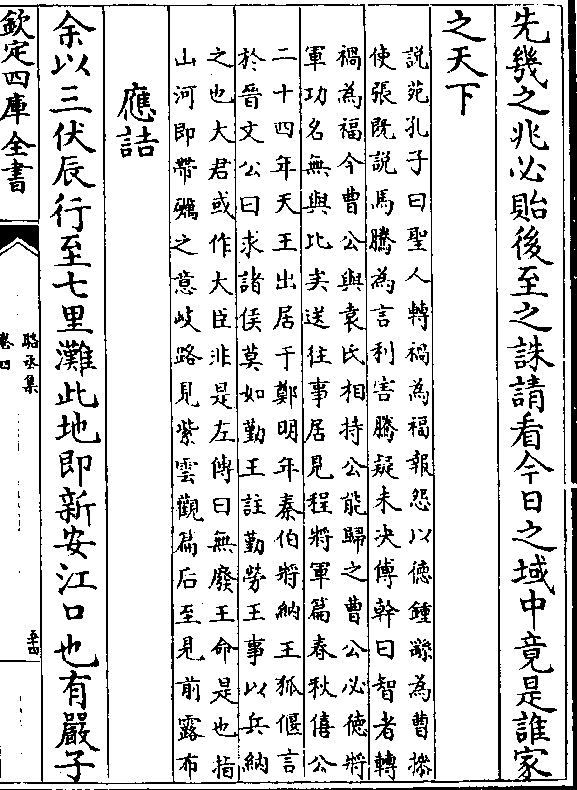 先幾之兆必貽後至之誅請看今日之域中竟是誰家
之天下
說苑孔子曰聖人轉禍為福報怨以德鍾繇為曹操
使張既說馬騰為言利害騰疑未決傅幹曰智者轉
禍為福今曹公與袁氏相持公能歸之曹公必德將
軍功名無與比矣送往事居見程將軍篇春秋僖公
二十四年天王出居于鄭明年秦伯將納王狐偃言
於晉文公曰求諸侯莫如勤王註勤勞王事以兵納
之也大君或作大臣非是左傳曰無廢王命是也指
山河即帶礪之意岐路見紫雲觀篇后至見前露布
應詰
余以三伏辰行至七里灘此地即新安江口也有嚴子
欽定四庫全書
駱丞集
卷四
五十四